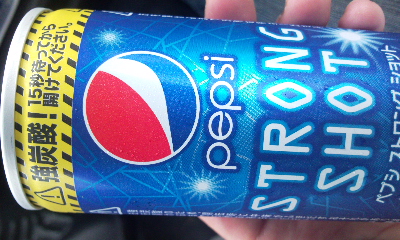 強炭酸！15秒待ってから
開けてください。
pepsi
STRONG
SHOT
ペプシ ストロング ショット